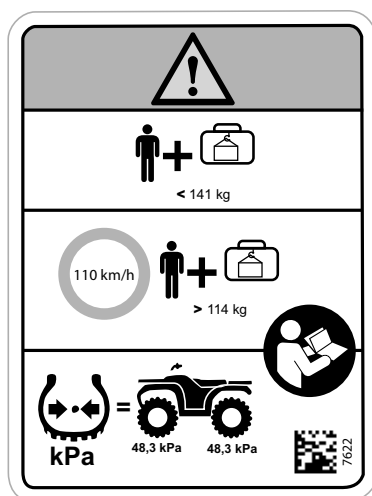 < 141 kg
110 km/h
> 114 kg
kPa
=
48,3 kPa 48,3 kPa
7622